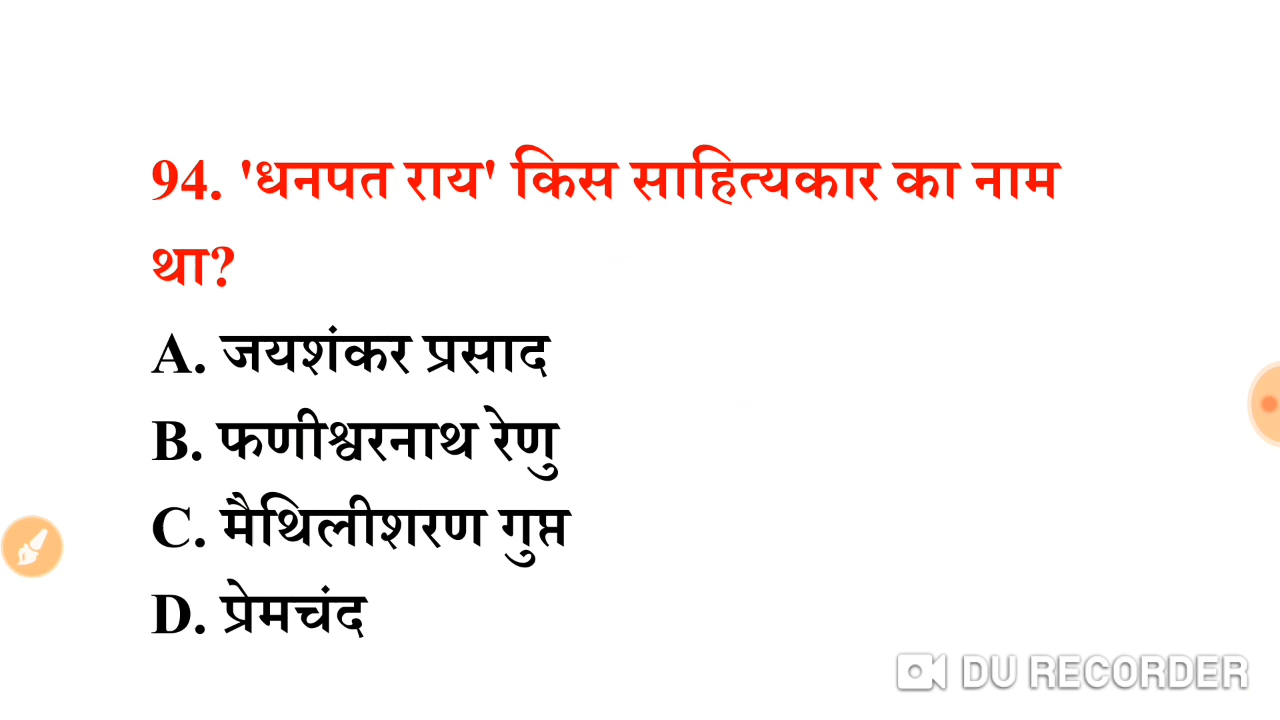 94. 'धनपत राय' किस साहित्यकार का नाम
था?
A. जयशंकर प्रसाद
B. फणीश्वरनाथ रेणु
C. मैथिलीशरण गुप्त
D. प्रेमचंद
DU RECORDER